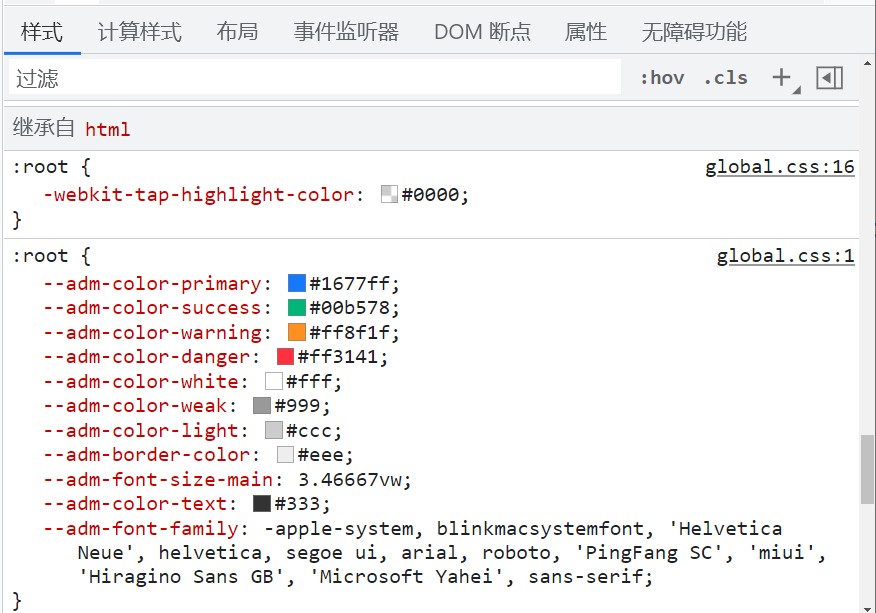 样式 计算样式 布局 事件监听器 DOM 断点 属性 无障碍功能
过滤 :hov .cls +
继承自 html
:root { global.css:16
-webkit-tap-highlight-color: #0000;
}
:root { global.css:1
--adm-color-primary: #1677ff;
--adm-color-success: #00b578;
--adm-color-warning: #ff8f1f;
--adm-color-danger: #ff3141;
--adm-color-white: #fff;
--adm-color-weak: #999;
--adm-color-light: #ccc;
--adm-border-color: #eee;
--adm-font-size-main: 3.46667vw;
--adm-color-text: #333;
--adm-font-family: -apple-system, blinkmacsystemfont, 'Helvetica
Neue', helvetica, segoe ui, arial, roboto, 'PingFang SC', 'miui',
'Hiragino Sans GB', 'Microsoft Yahei', sans-serif;
}